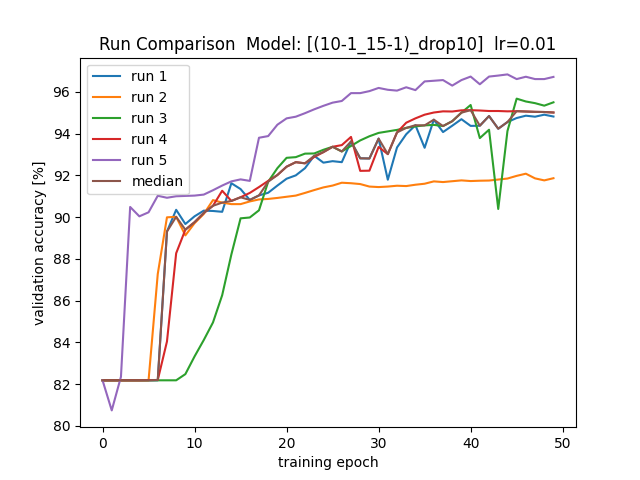 Run Comparison  Model: [(10-1_15-1)_drop10]  lr=0.01
run 1
run 2
run 3
run 4
run 5
median
validation accuracy [%]
96
94
92
90
88
86
84
82
80
0 10 20 30 40 50
training epoch